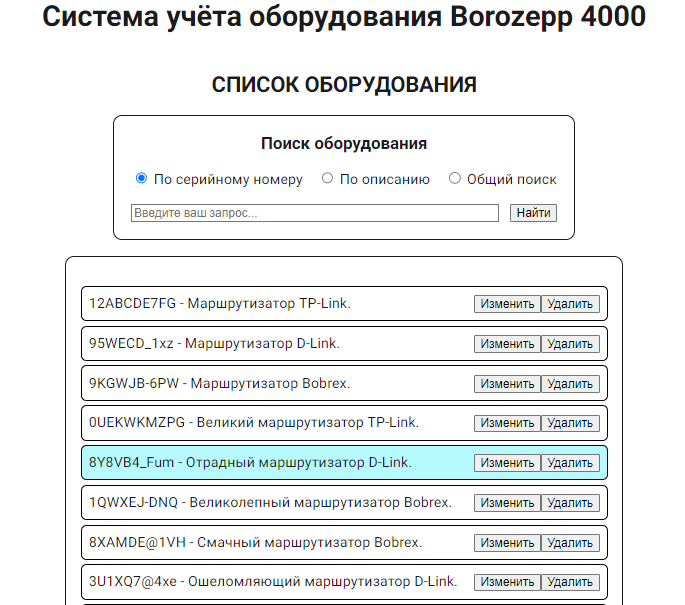 Система учёта оборудования Borozepp 4000
СПИСОК ОБОРУДОВАНИЯ
Поиск оборудования
По серийному номеру По описанию Общий поиск
Введите ваш запрос... Найти
12ABCDE7FG - Маршрутизатор TP-Link. Изменить Удалить
95WECD_1xz - Маршрутизатор D-Link. Изменить Удалить
9KGWJB-6PW - Маршрутизатор Bobrex. Изменить Удалить
0UEKWKMZPG - Великий маршрутизатор TP-Link. Изменить Удалить
8Y8VB4_Fum - Отрадный маршрутизатор D-Link. Изменить Удалить
1QWXEJ-DNQ - Великолепный маршрутизатор Bobrex. Изменить Удалить
8XAMDE@1VH - Смачный маршрутизатор Bobrex. Изменить Удалить
3U1XQ7@4xe - Ошеломляющий маршрутизатор D-Link. Изменить Удалить